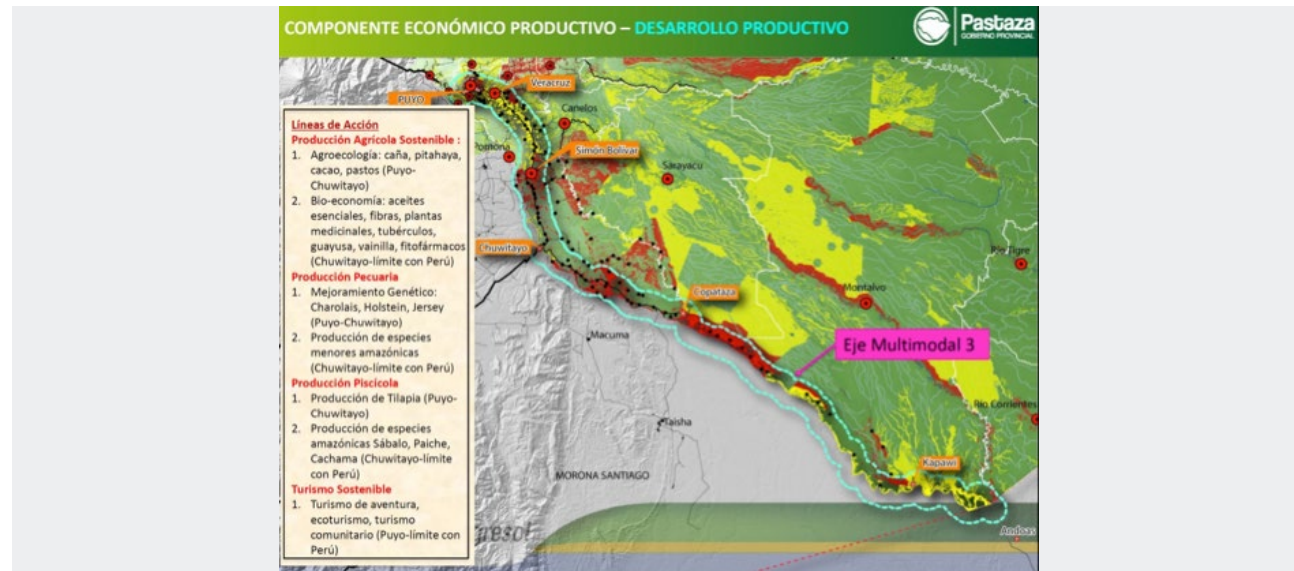 COMPONENTE ECONÓMICO PRODUCTIVO – DESARROLLO PRODUCTIVO
Pastaza
GOBIERNO PROVINCIAL
Líneas de Acción
Producción Agrícola Sostenible :
1. Agroecología: caña, pitahaya,
cacao, pastos (Puyo-
Chuwitayo)
2. Bio-economía: aceites
esenciales, fibras, plantas
medicinales, tubérculos,
guayusa, vainilla, fitofármacos
(Chuwitayo-límite con Perú)
Producción Pecuaria
1. Mejoramiento Genético:
Charolais, Holstein, Jersey
(Puyo-Chuwitayo)
2. Producción de especies
menores amazónicas
(Chuwitayo-límite con Perú)
Producción Piscícola
1. Producción de Tilapia (Puyo-
Chuwitayo)
2. Producción de especies
amazónicas Sábalo, Paiche,
Cachama (Chuwitayo-límite
con Perú)
Turismo Sostenible
1. Turismo de aventura,
ecoturismo, turismo
comunitario (Puyo-límite con
Perú)
PUYO
Veracruz
Canelos
Pomona
Simón Bolívar
Sarayacu
Chuwitayo
Río Tigre
Copataza
Montalvo
Macuma
Eje Multimodal 3
Río Corrientes
Taisha
Kapawi
MORONA SANTIAGO
Andoas